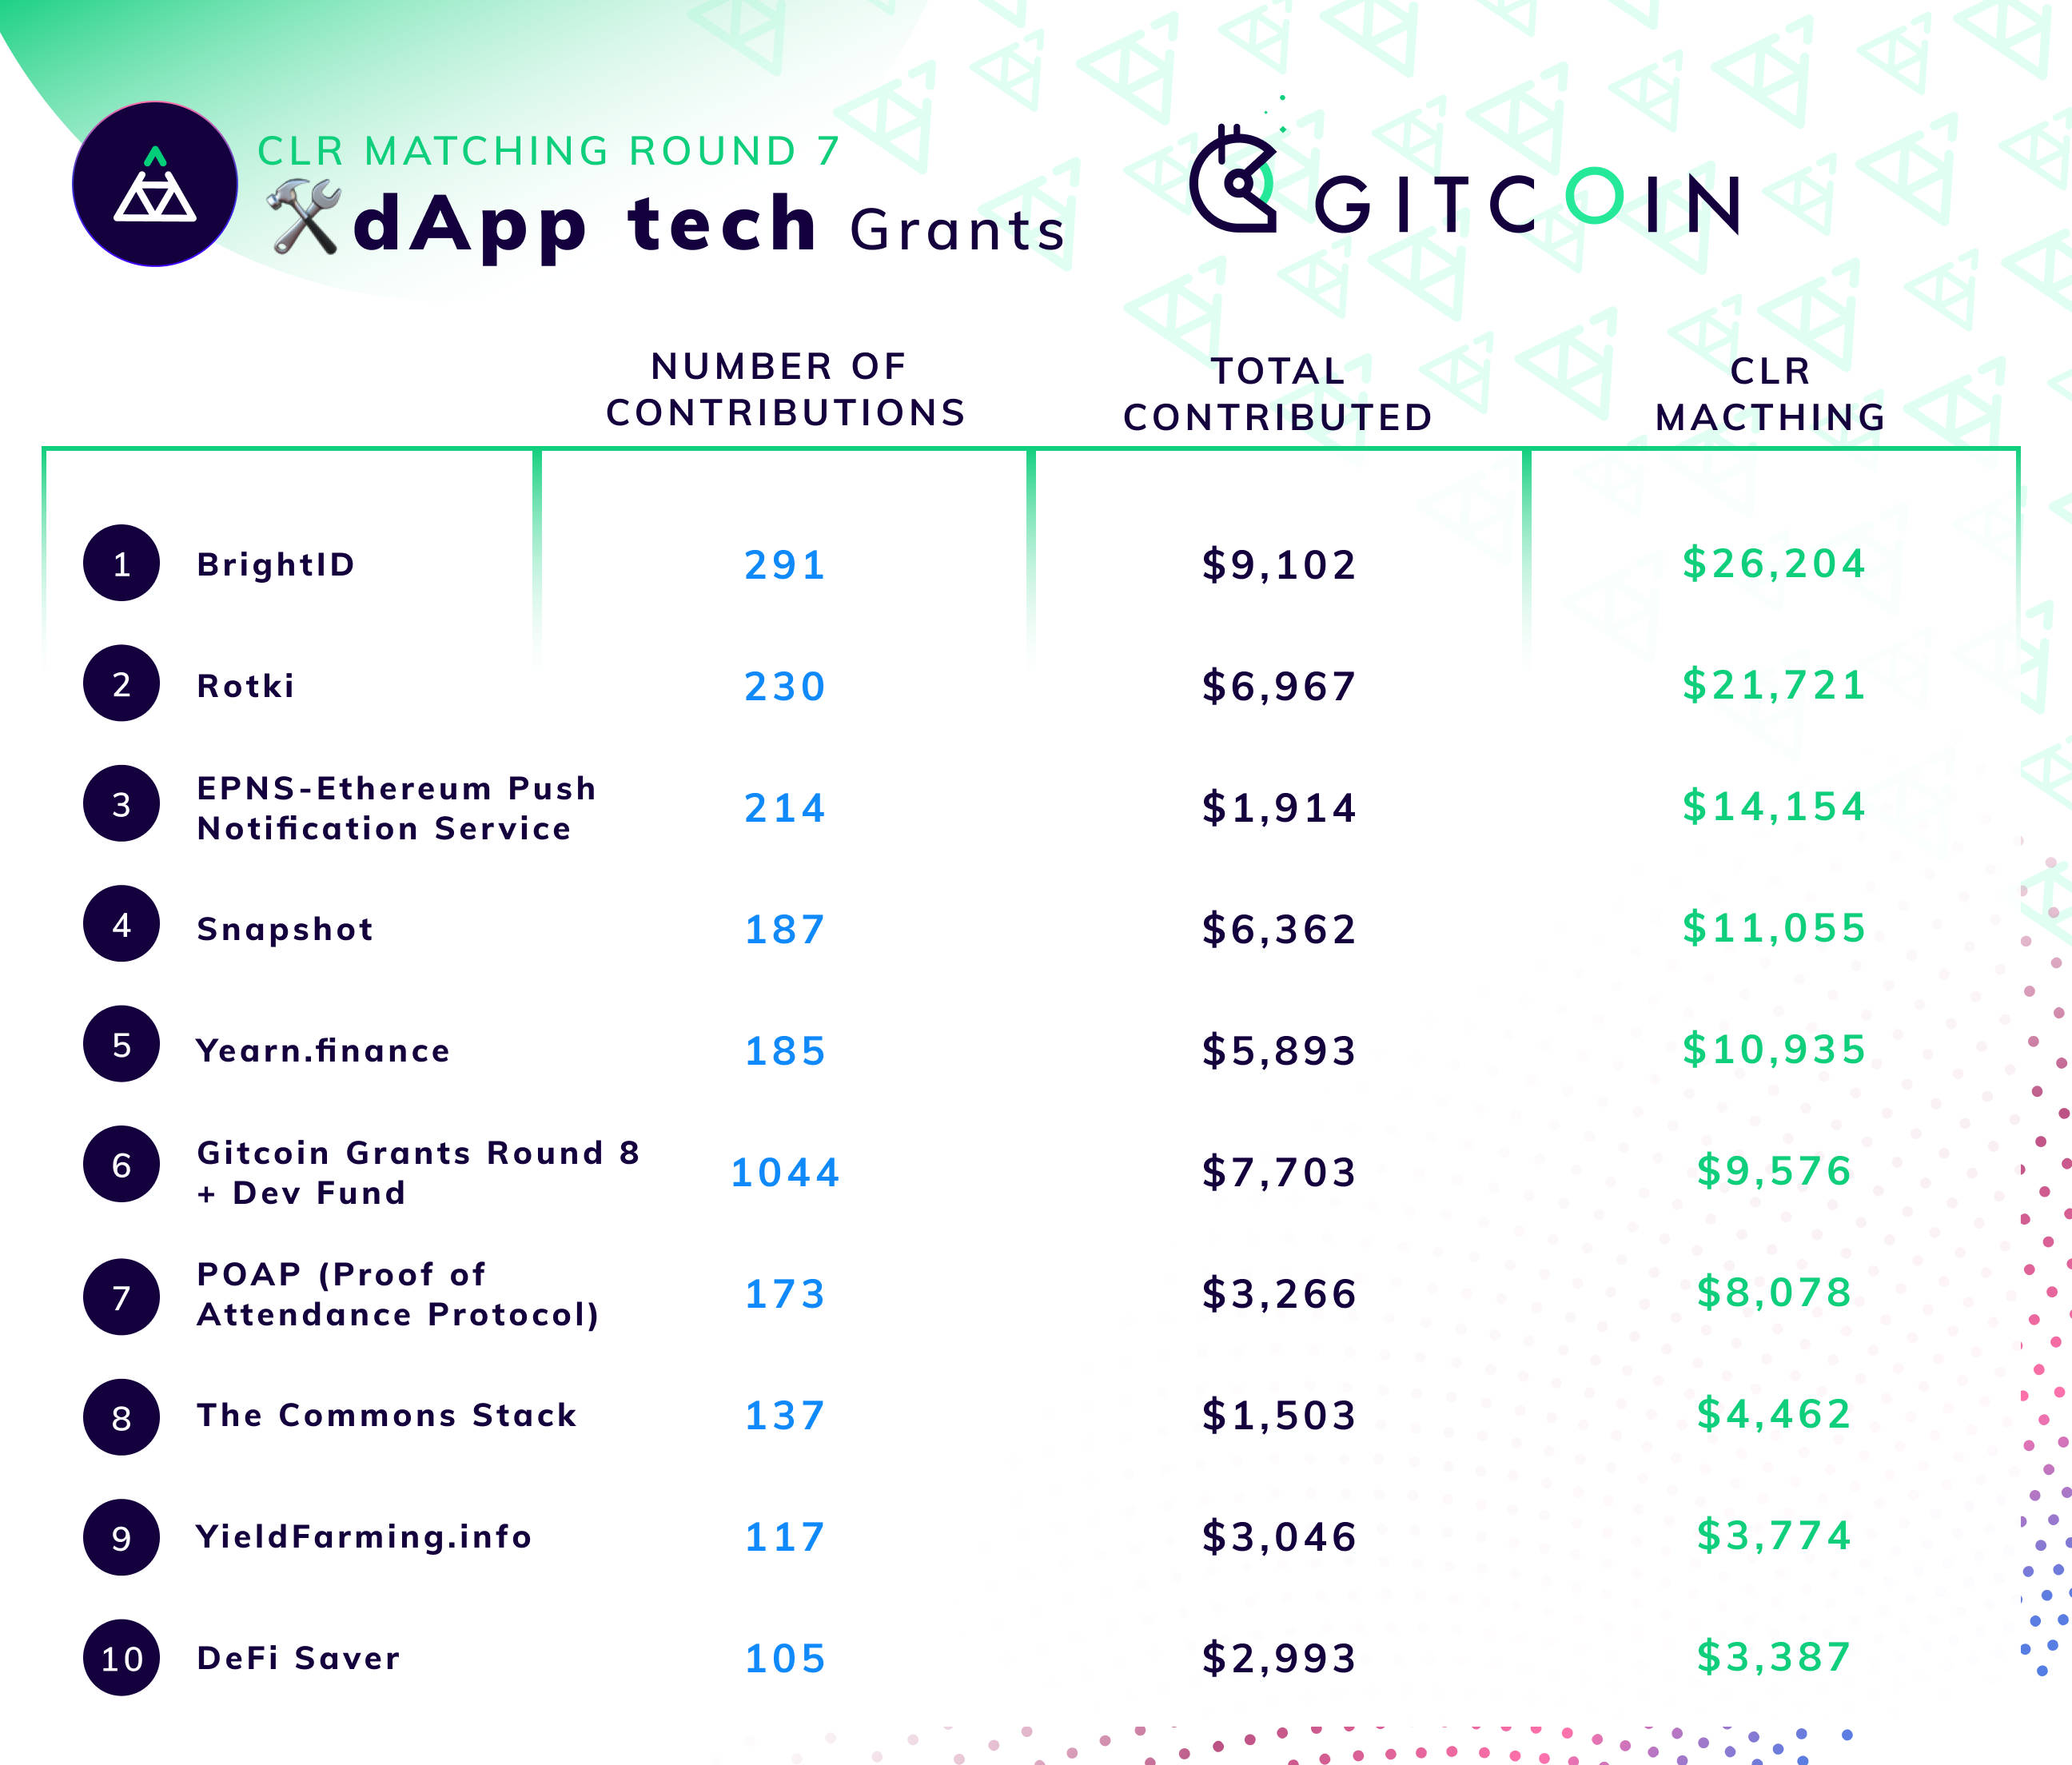 CLR MATCHING ROUND 7
dApp tech Grants
GITCOIN
NUMBER OF
CONTRIBUTIONS
TOTAL
CONTRIBUTED
CLR
MACTHING
1 BrightID 291 $9,102 $26,204
2 Rotki 230 $6,967 $21,721
3 EPNS-Ethereum Push
Notification Service 214 $1,914 $14,154
4 Snapshot 187 $6,362 $11,055
5 Yearn.finance 185 $5,893 $10,935
6 Gitcoin Grants Round 8
+ Dev Fund 1044 $7,703 $9,576
7 POAP (Proof of
Attendance Protocol) 173 $3,266 $8,078
8 The Commons Stack 137 $1,503 $4,462
9 YieldFarming.info 117 $3,046 $3,774
10 DeFi Saver 105 $2,993 $3,387